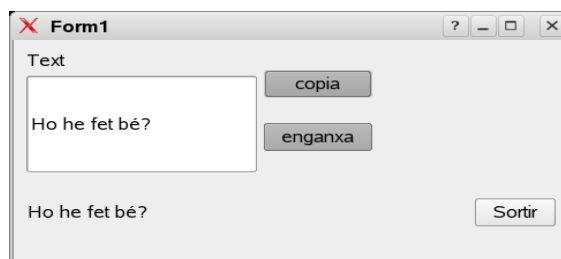 Form1
Text
copia
Ho he fet bé?
enganxa
Ho he fet bé?
Sortir